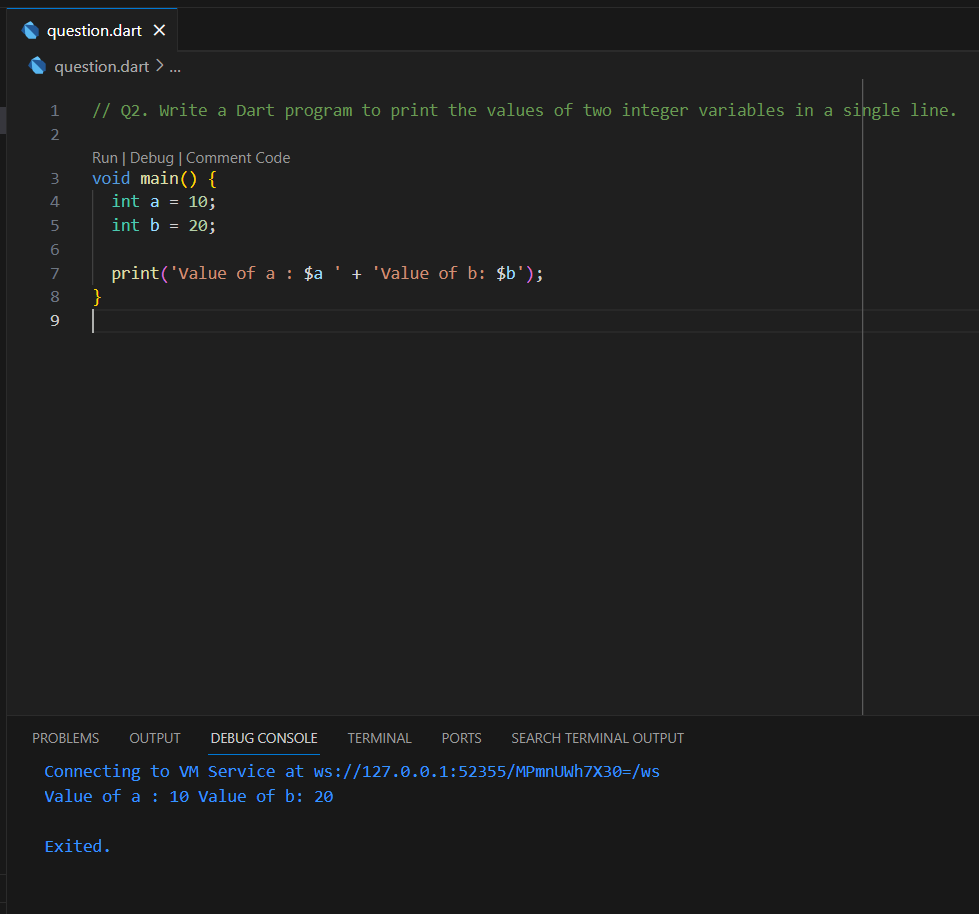 question.dart
question.dart > ...
1 // Q2. Write a Dart program to print the values of two integer variables in a single line.
2
Run | Debug | Comment Code
3 void main() {
4   int a = 10;
5   int b = 20;
6
7   print('Value of a : $a ' + 'Value of b: $b');
8 }
9
PROBLEMS OUTPUT DEBUG CONSOLE TERMINAL PORTS SEARCH TERMINAL OUTPUT
Connecting to VM Service at ws://127.0.0.1:52355/MPmnUWh7X30=/ws
Value of a : 10 Value of b: 20
Exited.